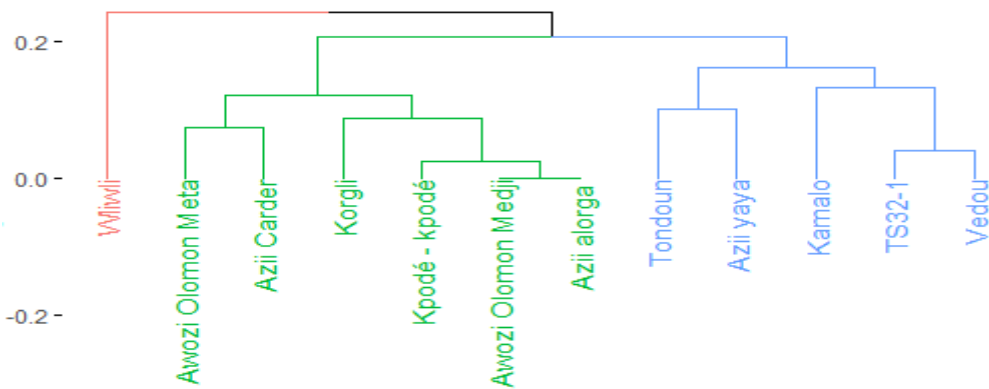 0.2
0.0
-0.2
Wliwli
Awozi Olomon Meta
Azii Carder
Korgli
Kpodé - kpodé
Awozi Olomon Medji
Azii alorga
Tondoun
Azii yaya
Kamalo
TS32-1
Vedou